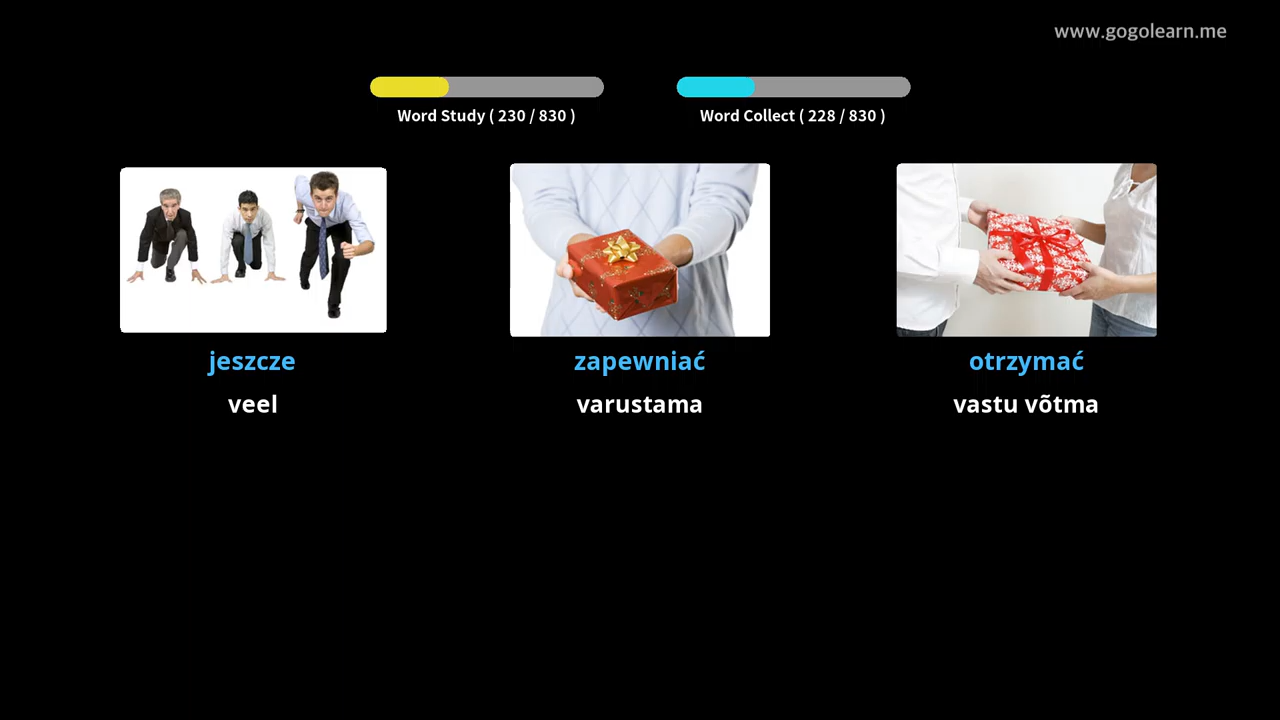 www.gogolearn.me
Word Study ( 230 / 830 )
Word Collect ( 228 / 830 )
jeszcze
zapewniać
otrzymać
veel
varustama
vastu võtma